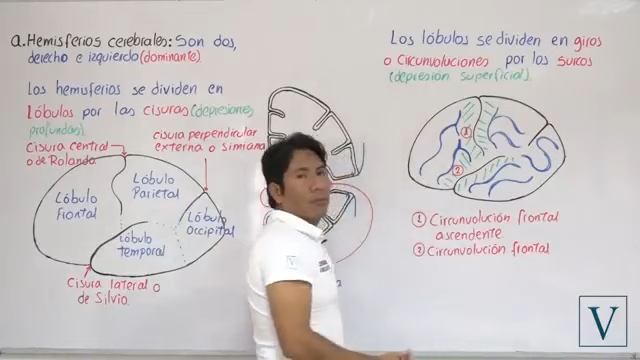 a. Hemisferios cerebrales: Son dos,
derecho e izquierdo (dominante)
Los hemisferios se dividen en
Lóbulos por las cisuras (depresiones
profundas).
Cisura central
o de Rolando
cisura perpendicular
externa o simiana
Lóbulo
Frontal
Lóbulo
Parietal
Lóbulo
Occipital
Lóbulo
temporal
Cisura lateral o
de Silvio.
Los lóbulos se dividen en giros
o circunvoluciones por los surcos
(depresión superficial).
1
2
① Circunvolución frontal
ascendente.
② Circunvolución frontal
V
V